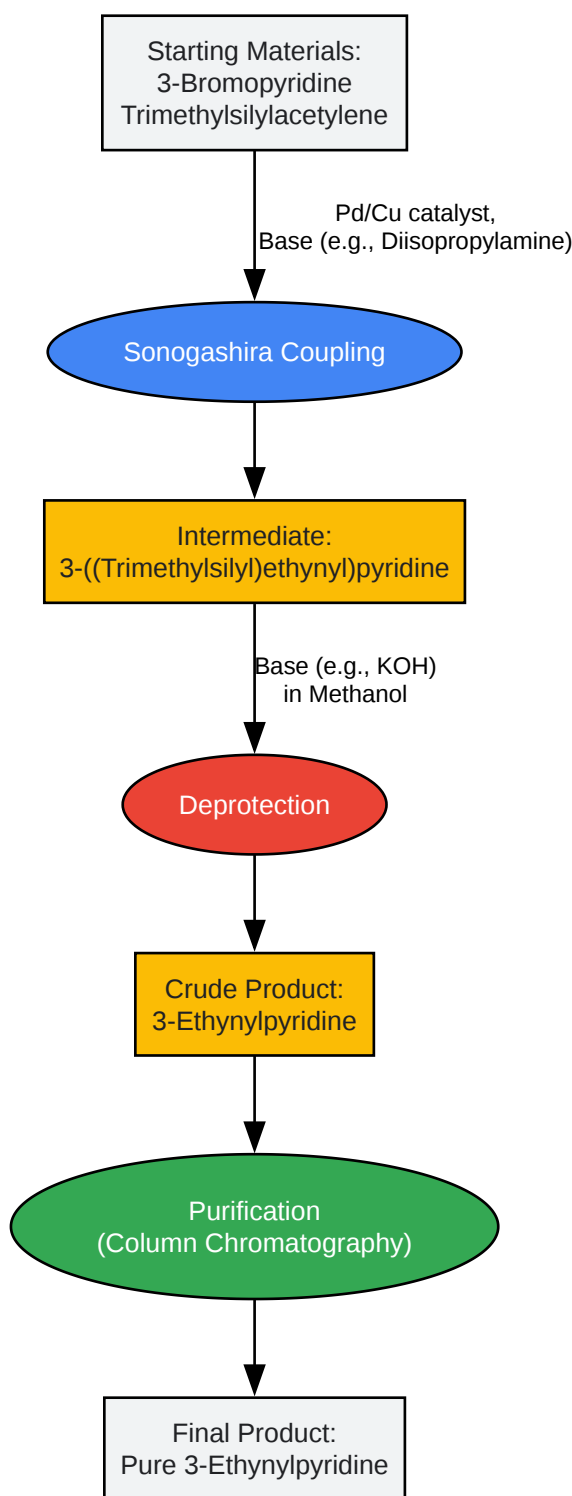 Starting Materials:
3-Bromopyridine
Trimethylsilylacetylene
Pd/Cu catalyst,
Base (e.g., Diisopropylamine)
Sonogashira Coupling
Intermediate:
3-((Trimethylsilyl)ethynyl)pyridine
Base (e.g., KOH)
in Methanol
Deprotection
Crude Product:
3-Ethynylpyridine
Purification
(Column Chromatography)
Final Product:
Pure 3-Ethynylpyridine